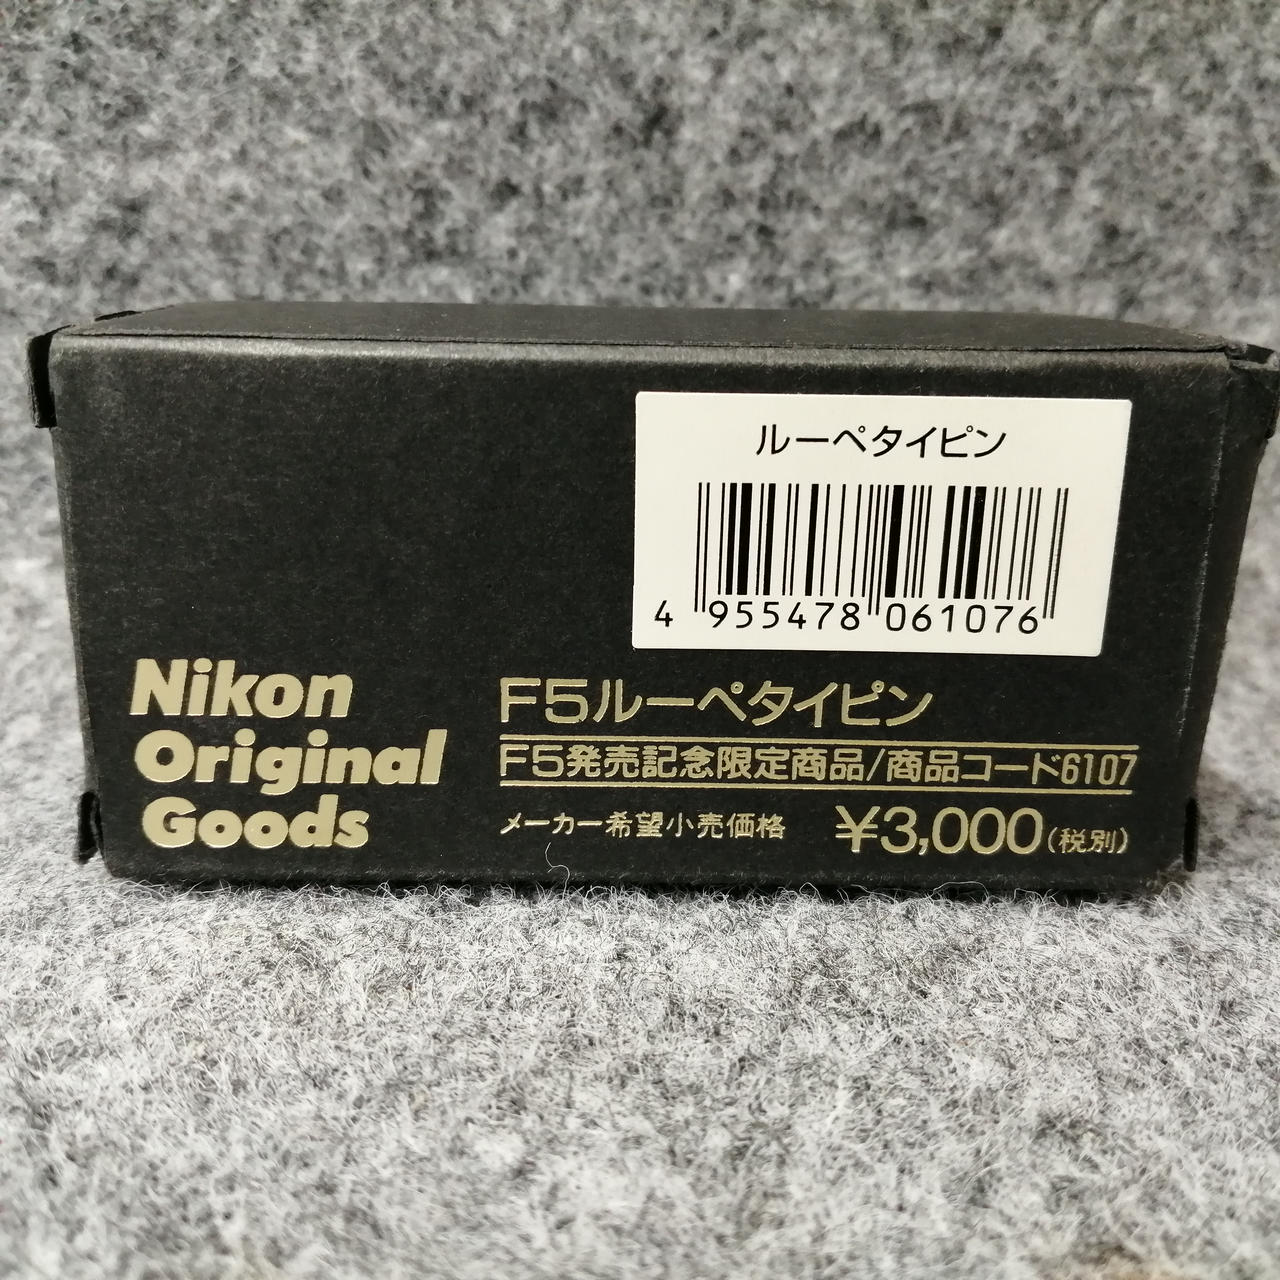 ルーペタイピン
4 955478 061076
Nikon
Original
Goods
F5ルーペタイピン
F5発売記念限定商品/商品コード6107
メーカー希望小売価格 ¥3,000(税別)